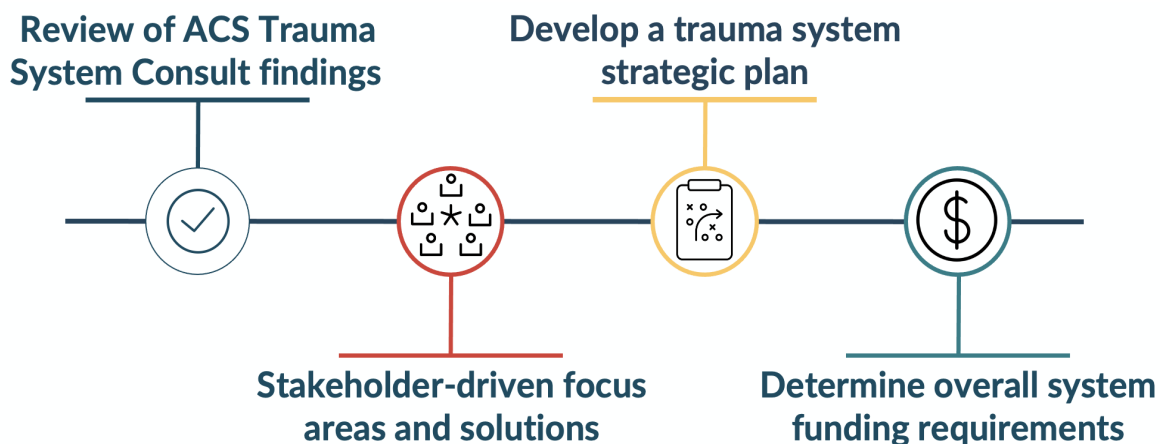 Review of ACS Trauma
System Consult findings
Develop a trauma system
strategic plan
$
Stakeholder-driven focus
areas and solutions
Determine overall system
funding requirements